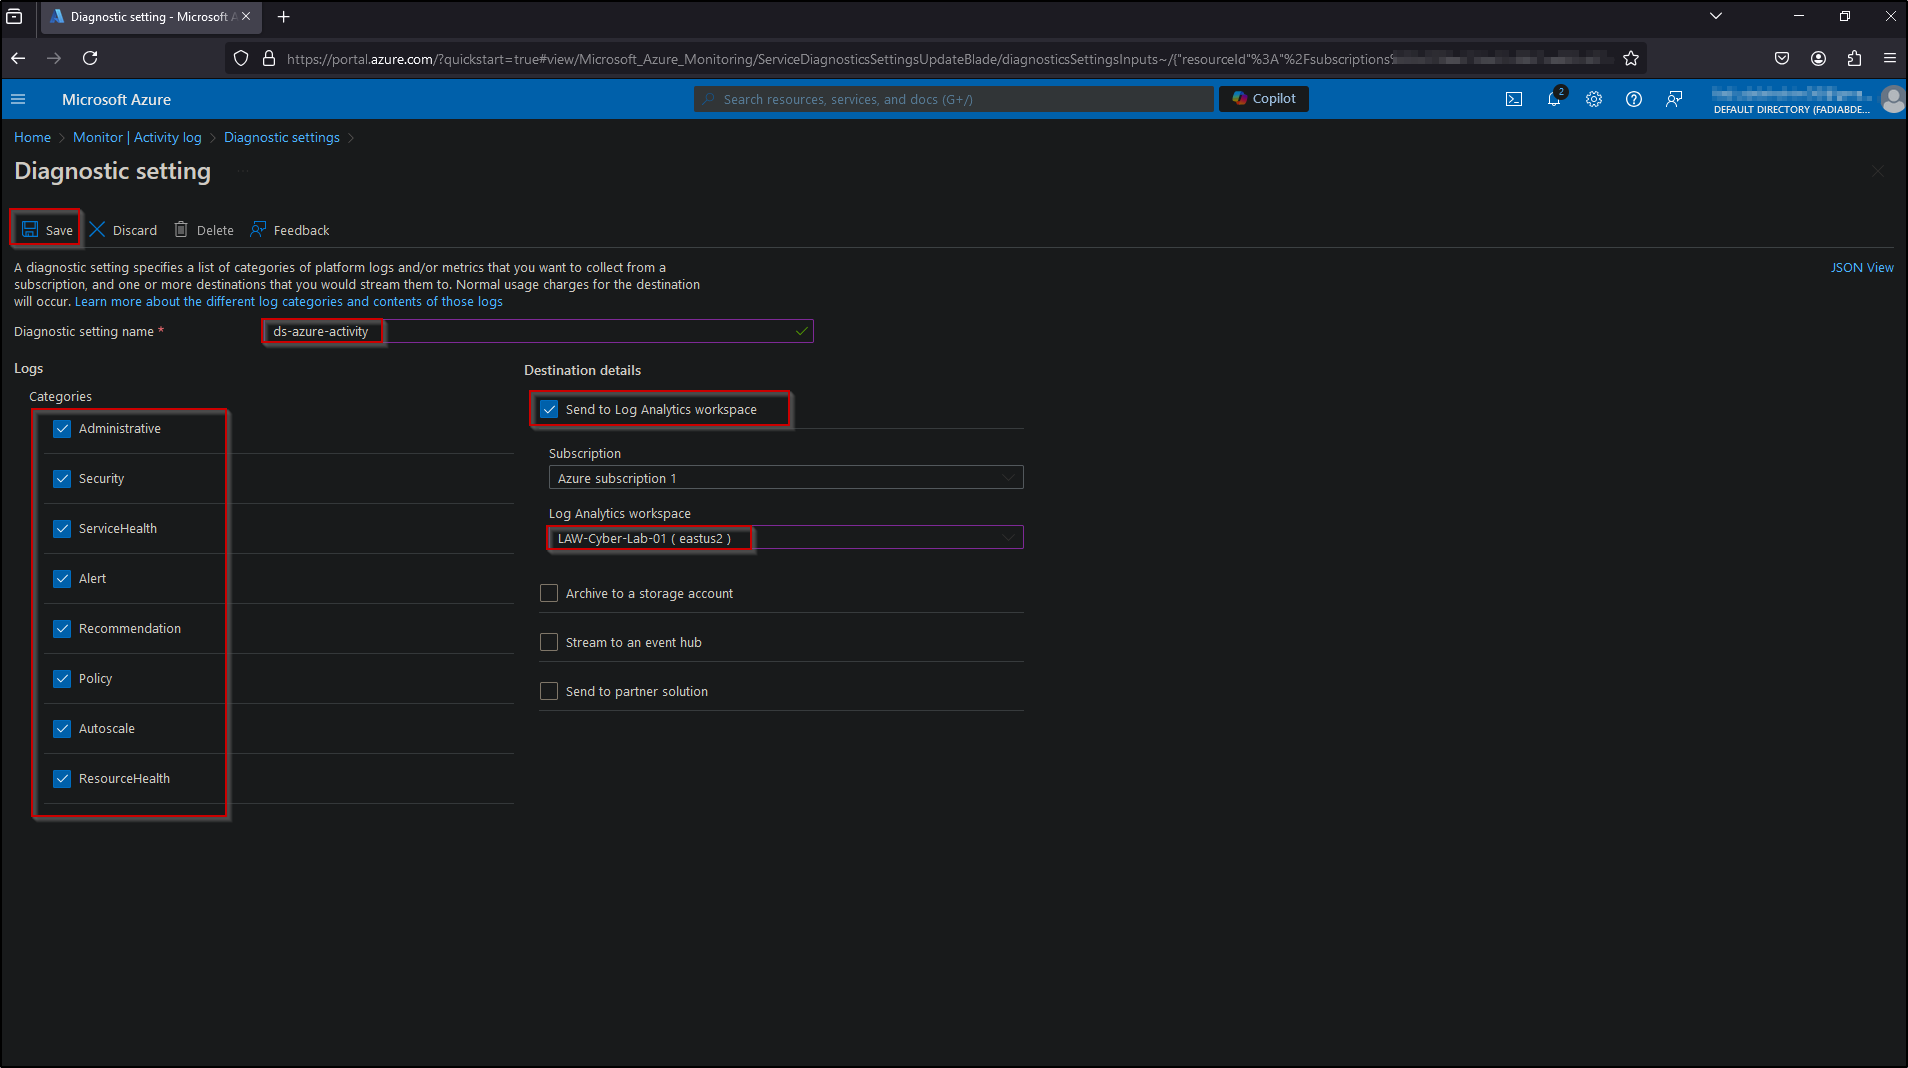 Diagnostic setting - Microsoft A
https://portal.azure.com/?quickstart=true#view/Microsoft_Azure_Monitoring/ServiceDiagnosticsSettingsUpdateBlade/diagnosticsSettingsInputs~/{"resourceId"%3A"%2Fsubscriptions
Microsoft Azure
Search resources, services, and docs (G+/)
Copilot
2
DEFAULT DIRECTORY (FADIABDE...
Home > Monitor | Activity log > Diagnostic settings >
Diagnostic setting ...
Save
Discard
Delete
Feedback
A diagnostic setting specifies a list of categories of platform logs and/or metrics that you want to collect from a
subscription, and one or more destinations that you would stream them to. Normal usage charges for the destination
will occur. Learn more about the different log categories and contents of those logs
JSON View
Diagnostic setting name *
ds-azure-activity
Logs
Categories
Administrative
Security
ServiceHealth
Alert
Recommendation
Policy
Autoscale
ResourceHealth
Destination details
Send to Log Analytics workspace
Subscription
Azure subscription 1
Log Analytics workspace
LAW-Cyber-Lab-01 ( eastus2 )
Archive to a storage account
Stream to an event hub
Send to partner solution